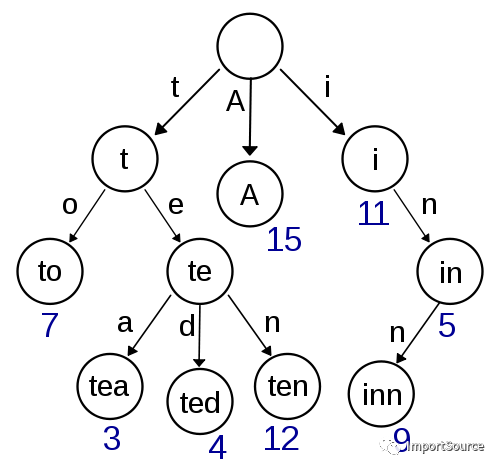 t A i
t A i
15 11
o e n
to te in
7 5
a d n n
tea ted ten inn
3 4 12 9
ImportSource